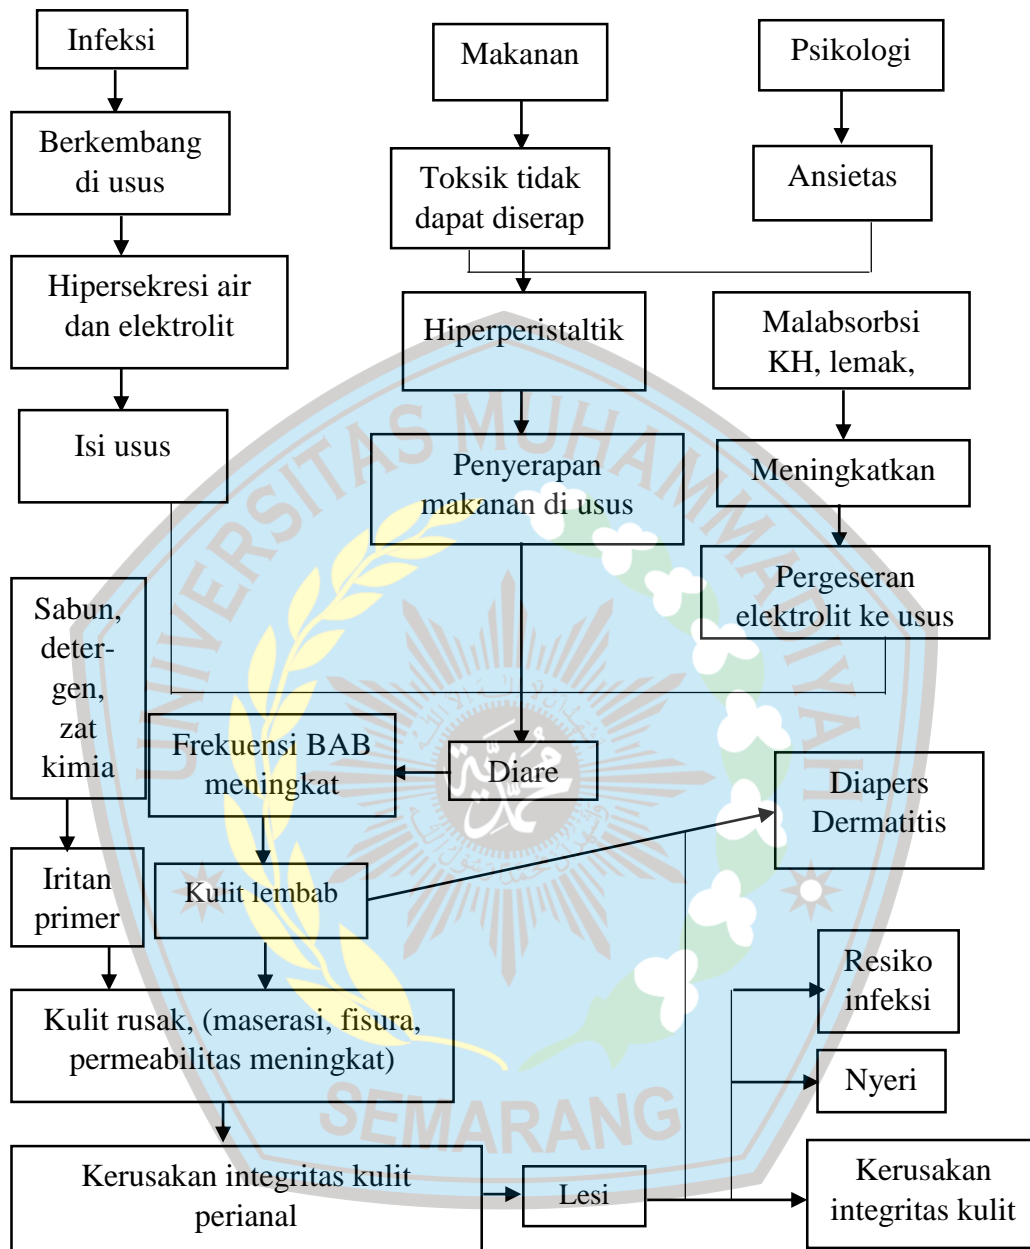 Infeksi
Makanan
Psikologi
Berkembang
di usus
Toksik tidak
dapat diserap
Ansietas
Hipersekresi air
dan elektrolit
Hiperperistaltik
Malabsorbsi
KH, lemak,
Isi usus
Penyerapan
makanan di usus
Meningkatkan
Pergeseran
elektrolit ke usus
Sabun,
deter-
gen,
zat
kimia
Frekuensi BAB
meningkat
Diare
Diapers
Dermatitis
Iritan
primer
Kulit lembab
Resiko
infeksi
Kulit rusak, (maserasi, fisura,
permeabilitas meningkat)
Nyeri
Kerusakan integritas kulit
perianal
Lesi
Kerusakan
integritas kulit
UNIVERSITAS MUHAMMADIYAH
SEMARANG